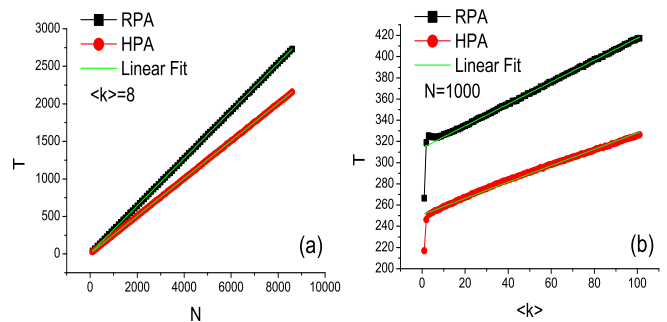 RPA
HPA
Linear Fit
<k>=8
3000
2500
2000
1500
1000
500
0
T
0 2000 4000 6000 8000 10000
N
(a)
RPA
HPA
Linear Fit
N=1000
420
400
380
360
340
320
300
280
260
240
220
200
T
0 20 40 60 80 100
<k>
(b)